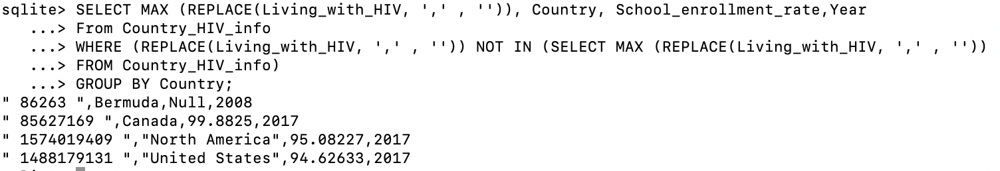 sqlite> SELECT MAX (REPLACE(Living_with_HIV, ',' , '')), Country, School_enrollment_rate,Year
...> From Country_HIV_info
...> WHERE (REPLACE(Living_with_HIV, ',' , '')) NOT IN (SELECT MAX (REPLACE(Living_with_HIV, ',' , ''))
...> FROM Country_HIV_info)
...> GROUP BY Country;
" 86263 ",Bermuda,Null,2008
" 85627169 ",Canada,99.8825,2017
" 1574019409 ","North America",95.08227,2017
" 1488179131 ","United States",94.62633,2017